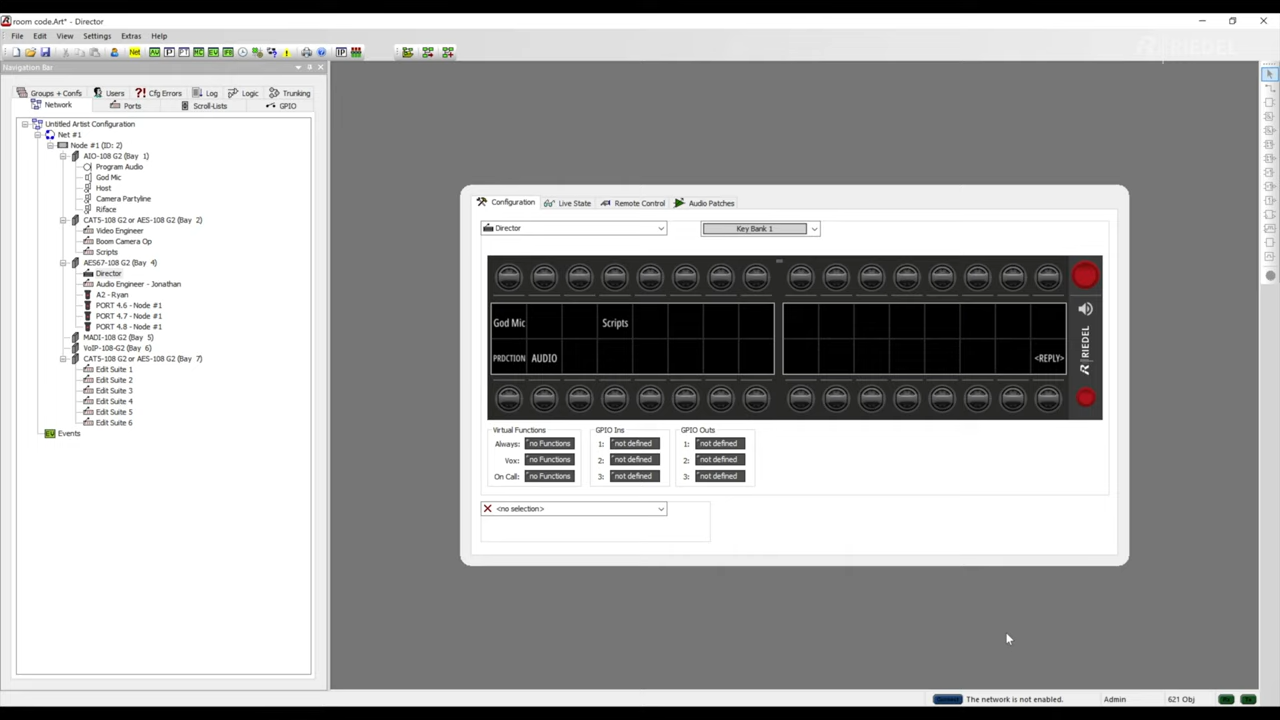 room code.Art* - Director
File Edit View Settings Extras Help
Net IP
RIEDEL
Navigation Bar
Groups + Confs Users Cfg Errors Log Logic Trunking
Network Ports Scroll-Lists GPIO
Untitled Artist Configuration
Net #1
Node #1 (ID: 2)
AIO-108 G2 (Bay 1)
Program Audio
God Mic
Host
Camera Partyline
Riface
CAT5-108 G2 or AES-108 G2 (Bay 2)
Video Engineer
Boom Camera Op
Scripts
AES67-108 G2 (Bay 4)
Director
Audio Engineer - Jonathan
A2 - Ryan
PORT 4.6 - Node #1
PORT 4.7 - Node #1
PORT 4.8 - Node #1
MADI-108 G2 (Bay 5)
VoIP-108-G2 (Bay 6)
CAT5-108 G2 or AES-108 G2 (Bay 7)
Edit Suite 1
Edit Suite 2
Edit Suite 3
Edit Suite 4
Edit Suite 5
Edit Suite 6
Events
Configuration Live State Remote Control Audio Patches
Director Key Bank 1
God Mic Scripts
PRDCTION AUDIO <REPLY>
RIEDEL
Virtual Functions GPIO Ins GPIO Outs
Always: no Functions 1: not defined 1: not defined
Vox: no Functions 2: not defined 2: not defined
On Call: no Functions 3: not defined 3: not defined
<no selection>
The network is not enabled. Admin 621 Obj